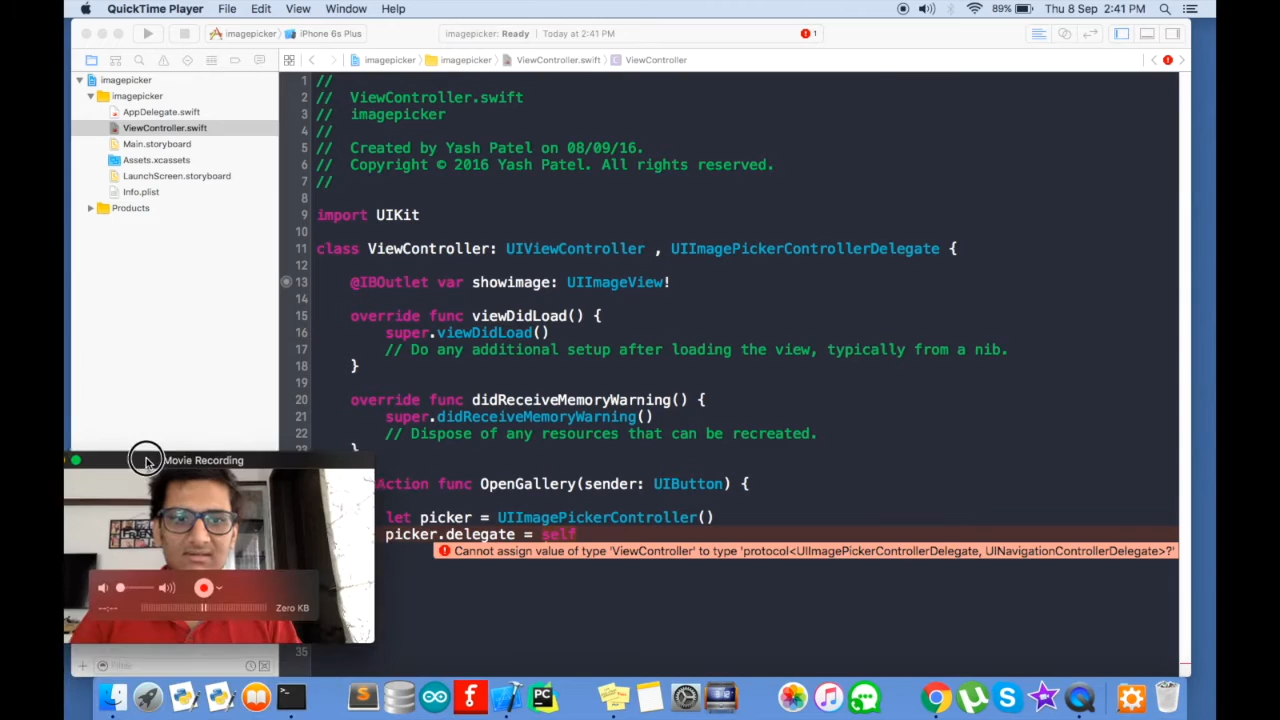 QuickTime Player File Edit View Window Help 89% Thu 8 Sep 2:41 PM
imagepicker iPhone 6s Plus imagepicker: Ready Today at 2:41 PM 1
imagepicker imagepicker ViewController.swift ViewController
imagepicker
imagepicker
AppDelegate.swift
ViewController.swift
Main.storyboard
Assets.xcassets
LaunchScreen.storyboard
Info.plist
Products
1 //
2 // ViewController.swift
3 // imagepicker
4 //
5 // Created by Yash Patel on 08/09/16.
6 // Copyright © 2016 Yash Patel. All rights reserved.
7 //
8
9 import UIKit
10
11 class ViewController: UIViewController , UIImagePickerControllerDelegate {
12
13 @IBOutlet var showimage: UIImageView!
14
15 override func viewDidLoad() {
16 super.viewDidLoad()
17 // Do any additional setup after loading the view, typically from a nib.
18 }
19
20 override func didReceiveMemoryWarning() {
21 super.didReceiveMemoryWarning()
22 // Dispose of any resources that can be recreated.
}
Action func OpenGallery(sender: UIButton) {
let picker = UIImagePickerController()
picker.delegate = self
Cannot assign value of type 'ViewController' to type 'protocol<UIImagePickerControllerDelegate, UINavigationControllerDelegate>?'
35
Movie Recording
--:-- Zero KB
Filter
PC